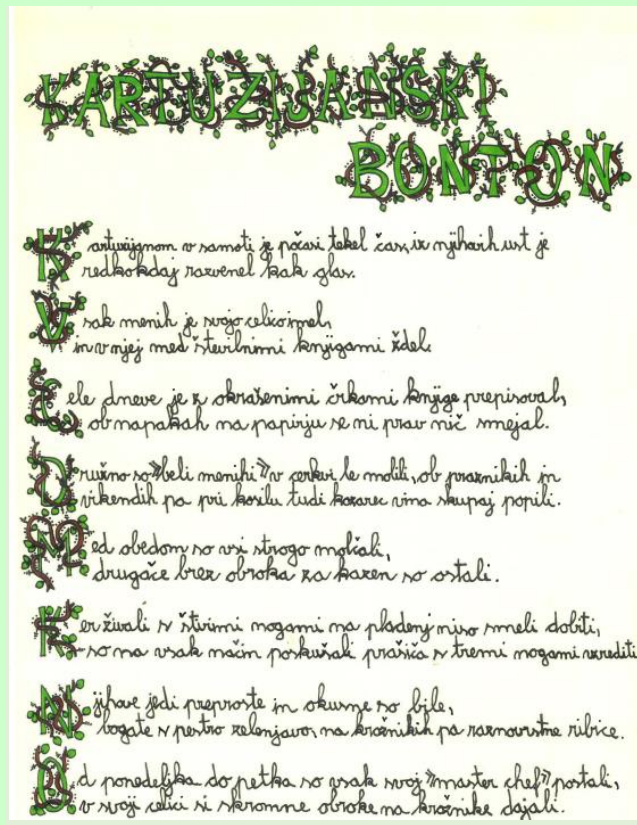 KARTUZIJANSKI
BONTON
Kartuzijanom v samoti je počasi tekel čas, iz njihovih ust je
redkokdaj razvenel kak glas.
Vsak menih je svojo celico imel,
in v njej med številnimi knjigami ždel.
Cele dneve je z okrašenimi črkami knjige prepisoval,
ob napakah na papirju se ni prav nič smejal.
Družno so »beli menihi« v cerkvi le molili, ob praznikih in
vikendih pa pri kosilu tudi kozarec vina skupaj popili.
Med obedom so vsi strogo molčali,
drugače brez obroka za kazen so ostali.
Ker živali s štirimi nogami na pladenj niso smeli dobiti,
so na vsak način poskušali prašiča s tremi nogami vzrediti
Njihove jedi preproste in okusne so bile,
bogate s pestro zelenjavo, na krožnikih pa raznovrstne ribice.
Od ponedeljka do petka so vsak svoj »master chef« postali,
v svoji celici si skromne obroke na krožnike dajali.